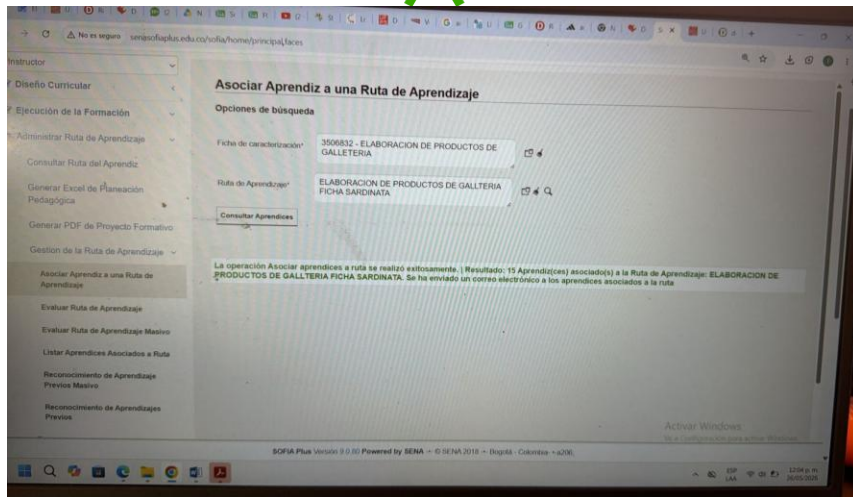 No es seguro
senasofiaplus.edu.co/sofia/home/principal.faces
Instructor
Diseño Curricular
Ejecución de la Formación
Administrar Ruta de Aprendizaje
Consultar Ruta del Aprendiz
Generar Excel de Planeación
Pedagógica
Generar PDF de Proyecto Formativo
Gestion de la Ruta de Aprendizaje
Asociar Aprendiz a una Ruta de
Aprendizaje
Evaluar Ruta de Aprendizaje
Evaluar Ruta de Aprendizaje Masivo
Listar Aprendices Asociados a Ruta
Reconocimiento de Aprendizaje
Previos Masivo
Reconocimiento de Aprendizajes
Previos
Asociar Aprendiz a una Ruta de Aprendizaje
Opciones de búsqueda
Ficha de caracterización*
3506832 - ELABORACION DE PRODUCTOS DE
GALLETERIA
Ruta de Aprendizaje*
ELABORACION DE PRODUCTOS DE GALLTERIA
FICHA SARDINATA
Consultar Aprendices
La operación Asociar aprendices a ruta se realizó exitosamente. | Resultado: 15 Aprendiz(ces) asociado(s) a la Ruta de Aprendizaje: ELABORACION DE
PRODUCTOS DE GALLTERIA FICHA SARDINATA. Se ha enviado un correo electrónico a los aprendices asociados a la ruta
Activar Windows
SOFIA Plus Versión 9.0.80 Powered by SENA - © SENA 2018 - Bogotá - Colombia - a206.
ESP
LAA
12:04 p. m.